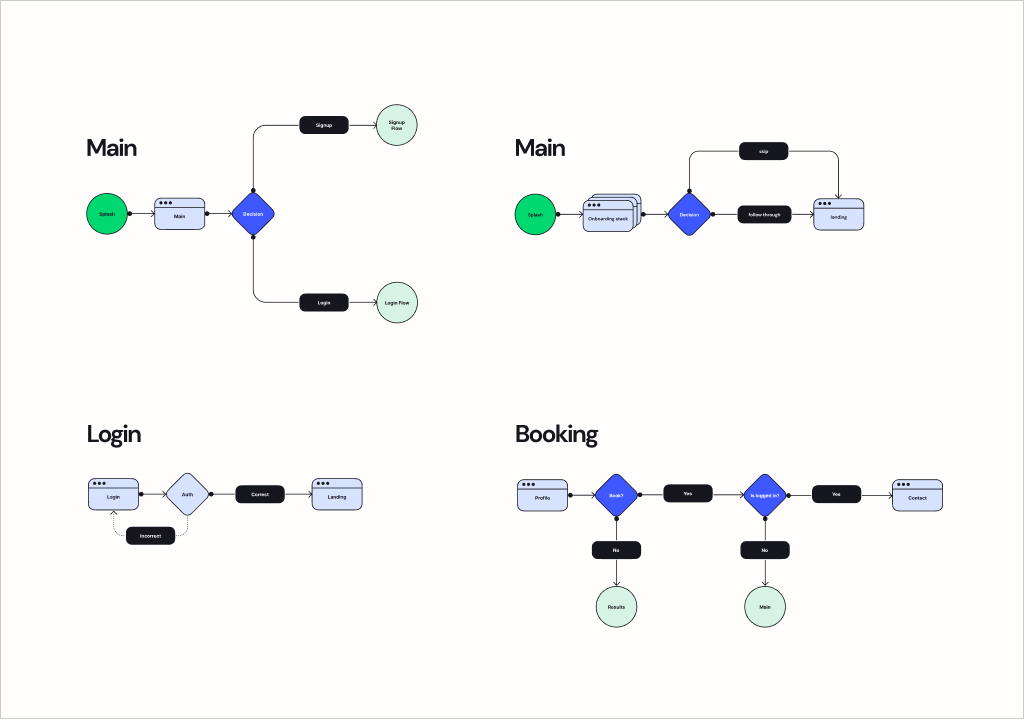 Main
Splash
Main
Decision
Signup
Signup
Flow
Login
Login Flow
Main
Splash
Onboarding stack
Decision
skip
follow through
landing
Login
Login
Auth
Correct
Landing
Incorrect
Booking
Profile
Book?
Yes
Is logged in?
Yes
Contact
No
No
Results
Main